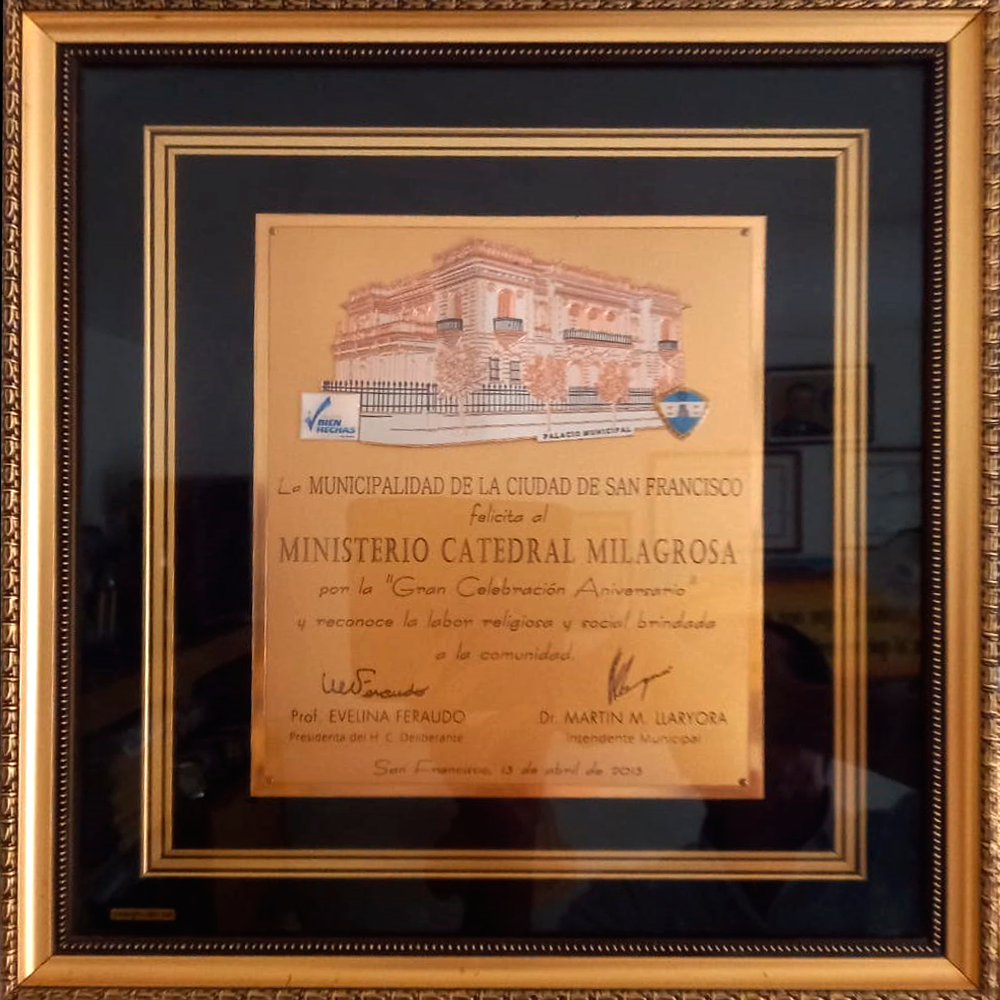 BIEN
HECHAS
PALACIO MUNICIPAL
La MUNICIPALIDAD DE LA CIUDAD DE SAN FRANCISCO
felicita al
MINISTERIO CATEDRAL MILAGROSA
por la "Gran Celebración Aniversario"
y reconoce la labor religiosa y social brindada
a la comunidad.
Prof. EVELINA FERAUDO
Presidenta del H. C. Deliberante
Dr. MARTIN M. LLARYORA
Intendente Municipal
San Francisco, 13 de abril de 2013